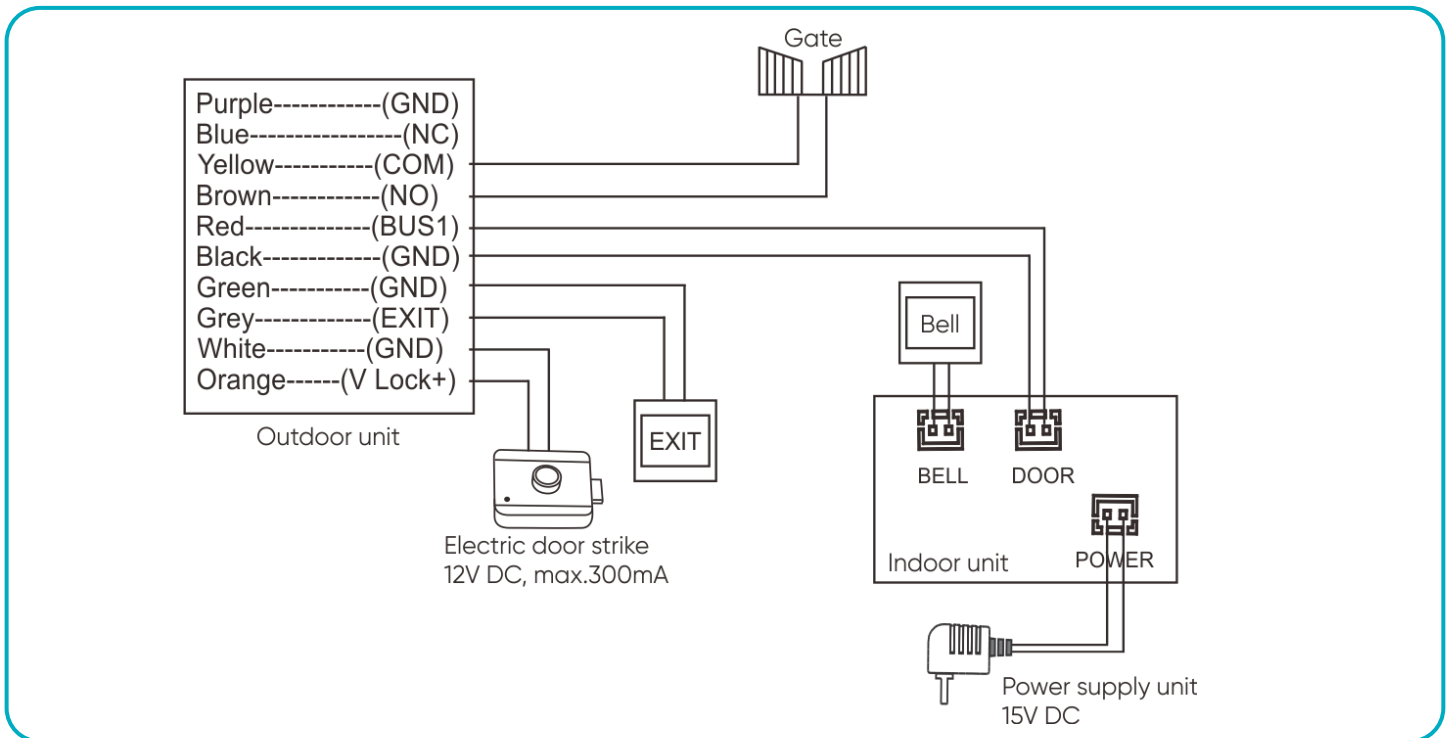 Gate
Purple------------(GND)
Blue-----------------(NC)
Yellow-----------(COM)
Brown------------(NO)
Red--------------(BUS1)
Black-------------(GND)
Green-----------(GND)
Grey-------------(EXIT)
White-----------(GND)
Orange------(V Lock+)
Outdoor unit
EXIT
Electric door strike
12V DC, max.300mA
Bell
BELL
DOOR
POWER
Indoor unit
Power supply unit
15V DC